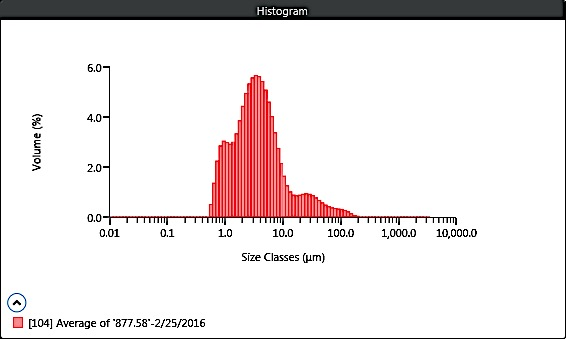 Histogram
6.0
4.0
2.0
0.0
Volume (%)
0.01 0.1 1.0 10.0 100.0 1,000.0 10,000.0
Size Classes (µm)
[104] Average of '877.58'-2/25/2016